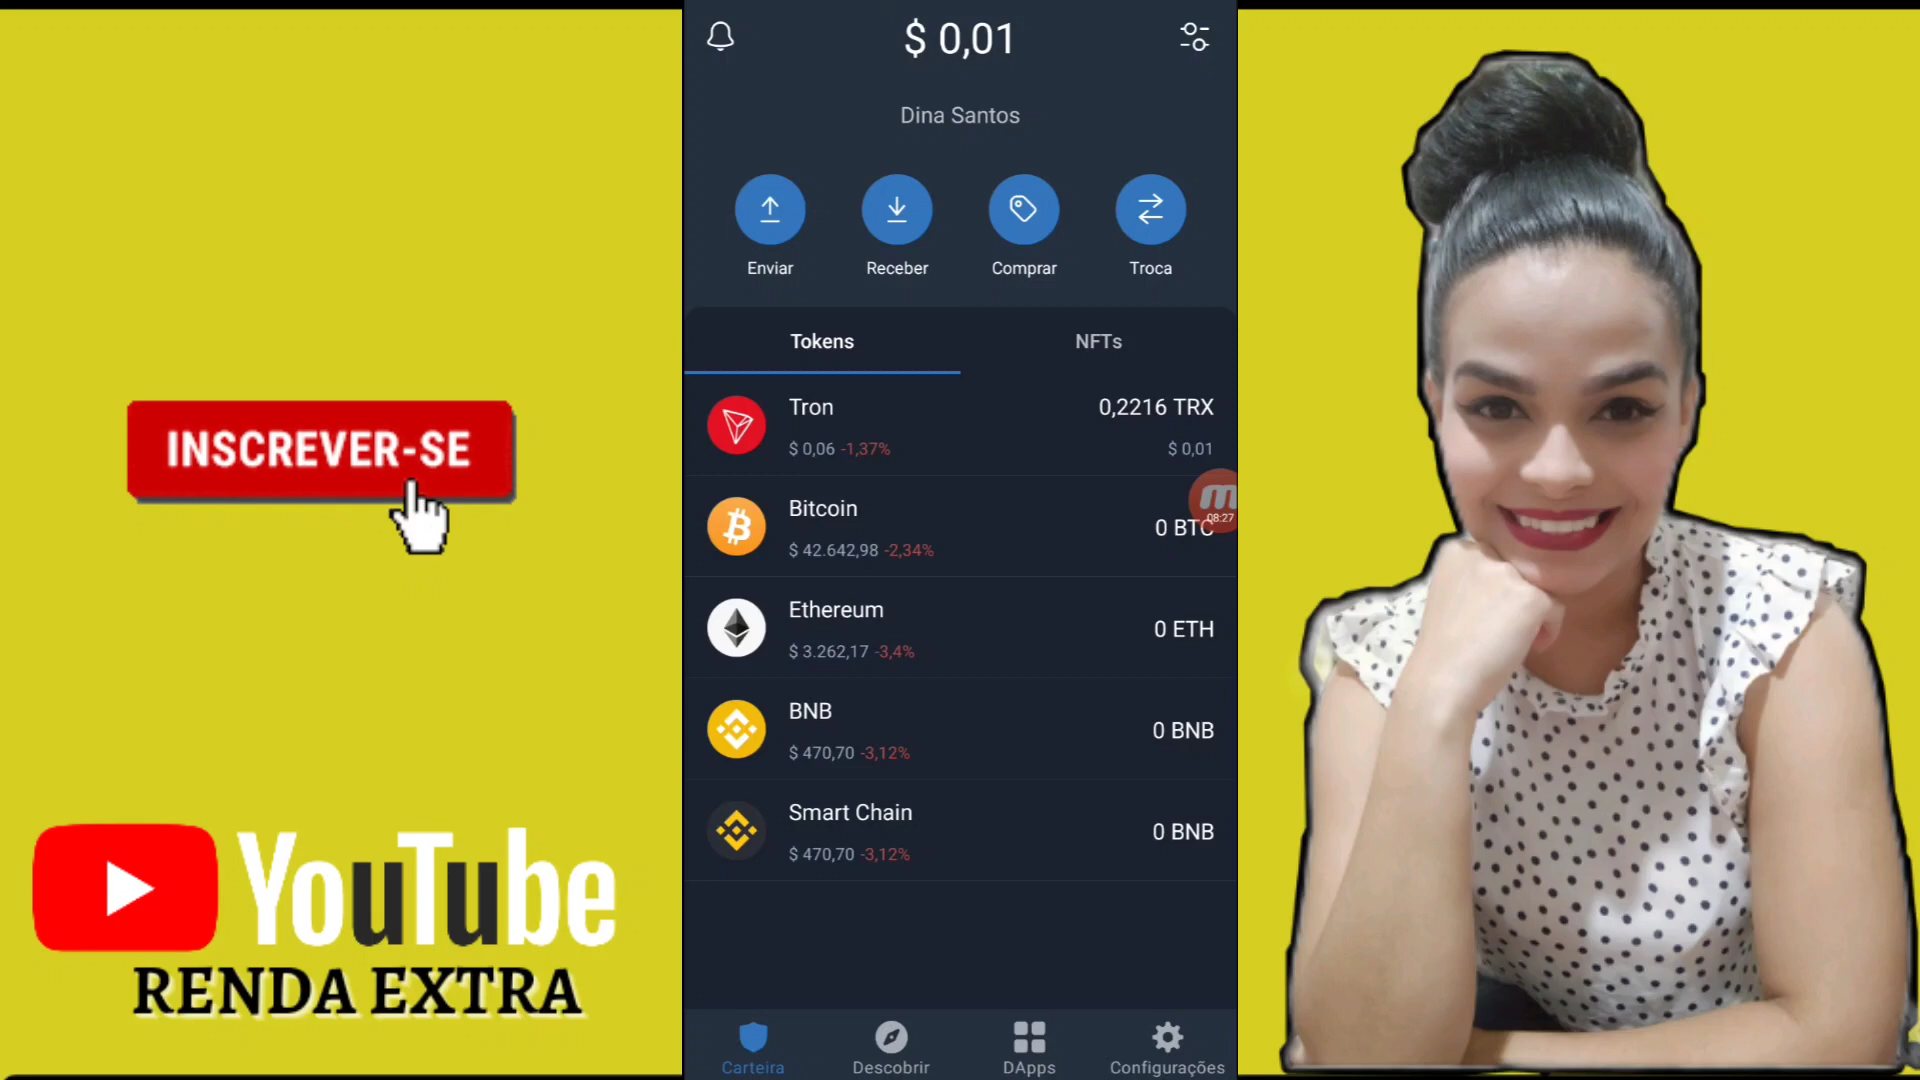 $ 0,01
Dina Santos
Enviar
Receber
Comprar
Troca
Tokens
NFTs
Tron
0,2216 TRX
$ 0,06 -1,37%
$ 0,01
Bitcoin
0 BTC
$ 42.642,98 -2,34%
m
08:27
Ethereum
0 ETH
$ 3.262,17 -3,4%
BNB
0 BNB
$ 470,70 -3,12%
Smart Chain
0 BNB
$ 470,70 -3,12%
Carteira
Descobrir
DApps
Configurações
INSCREVER-SE
YouTube
RENDA EXTRA